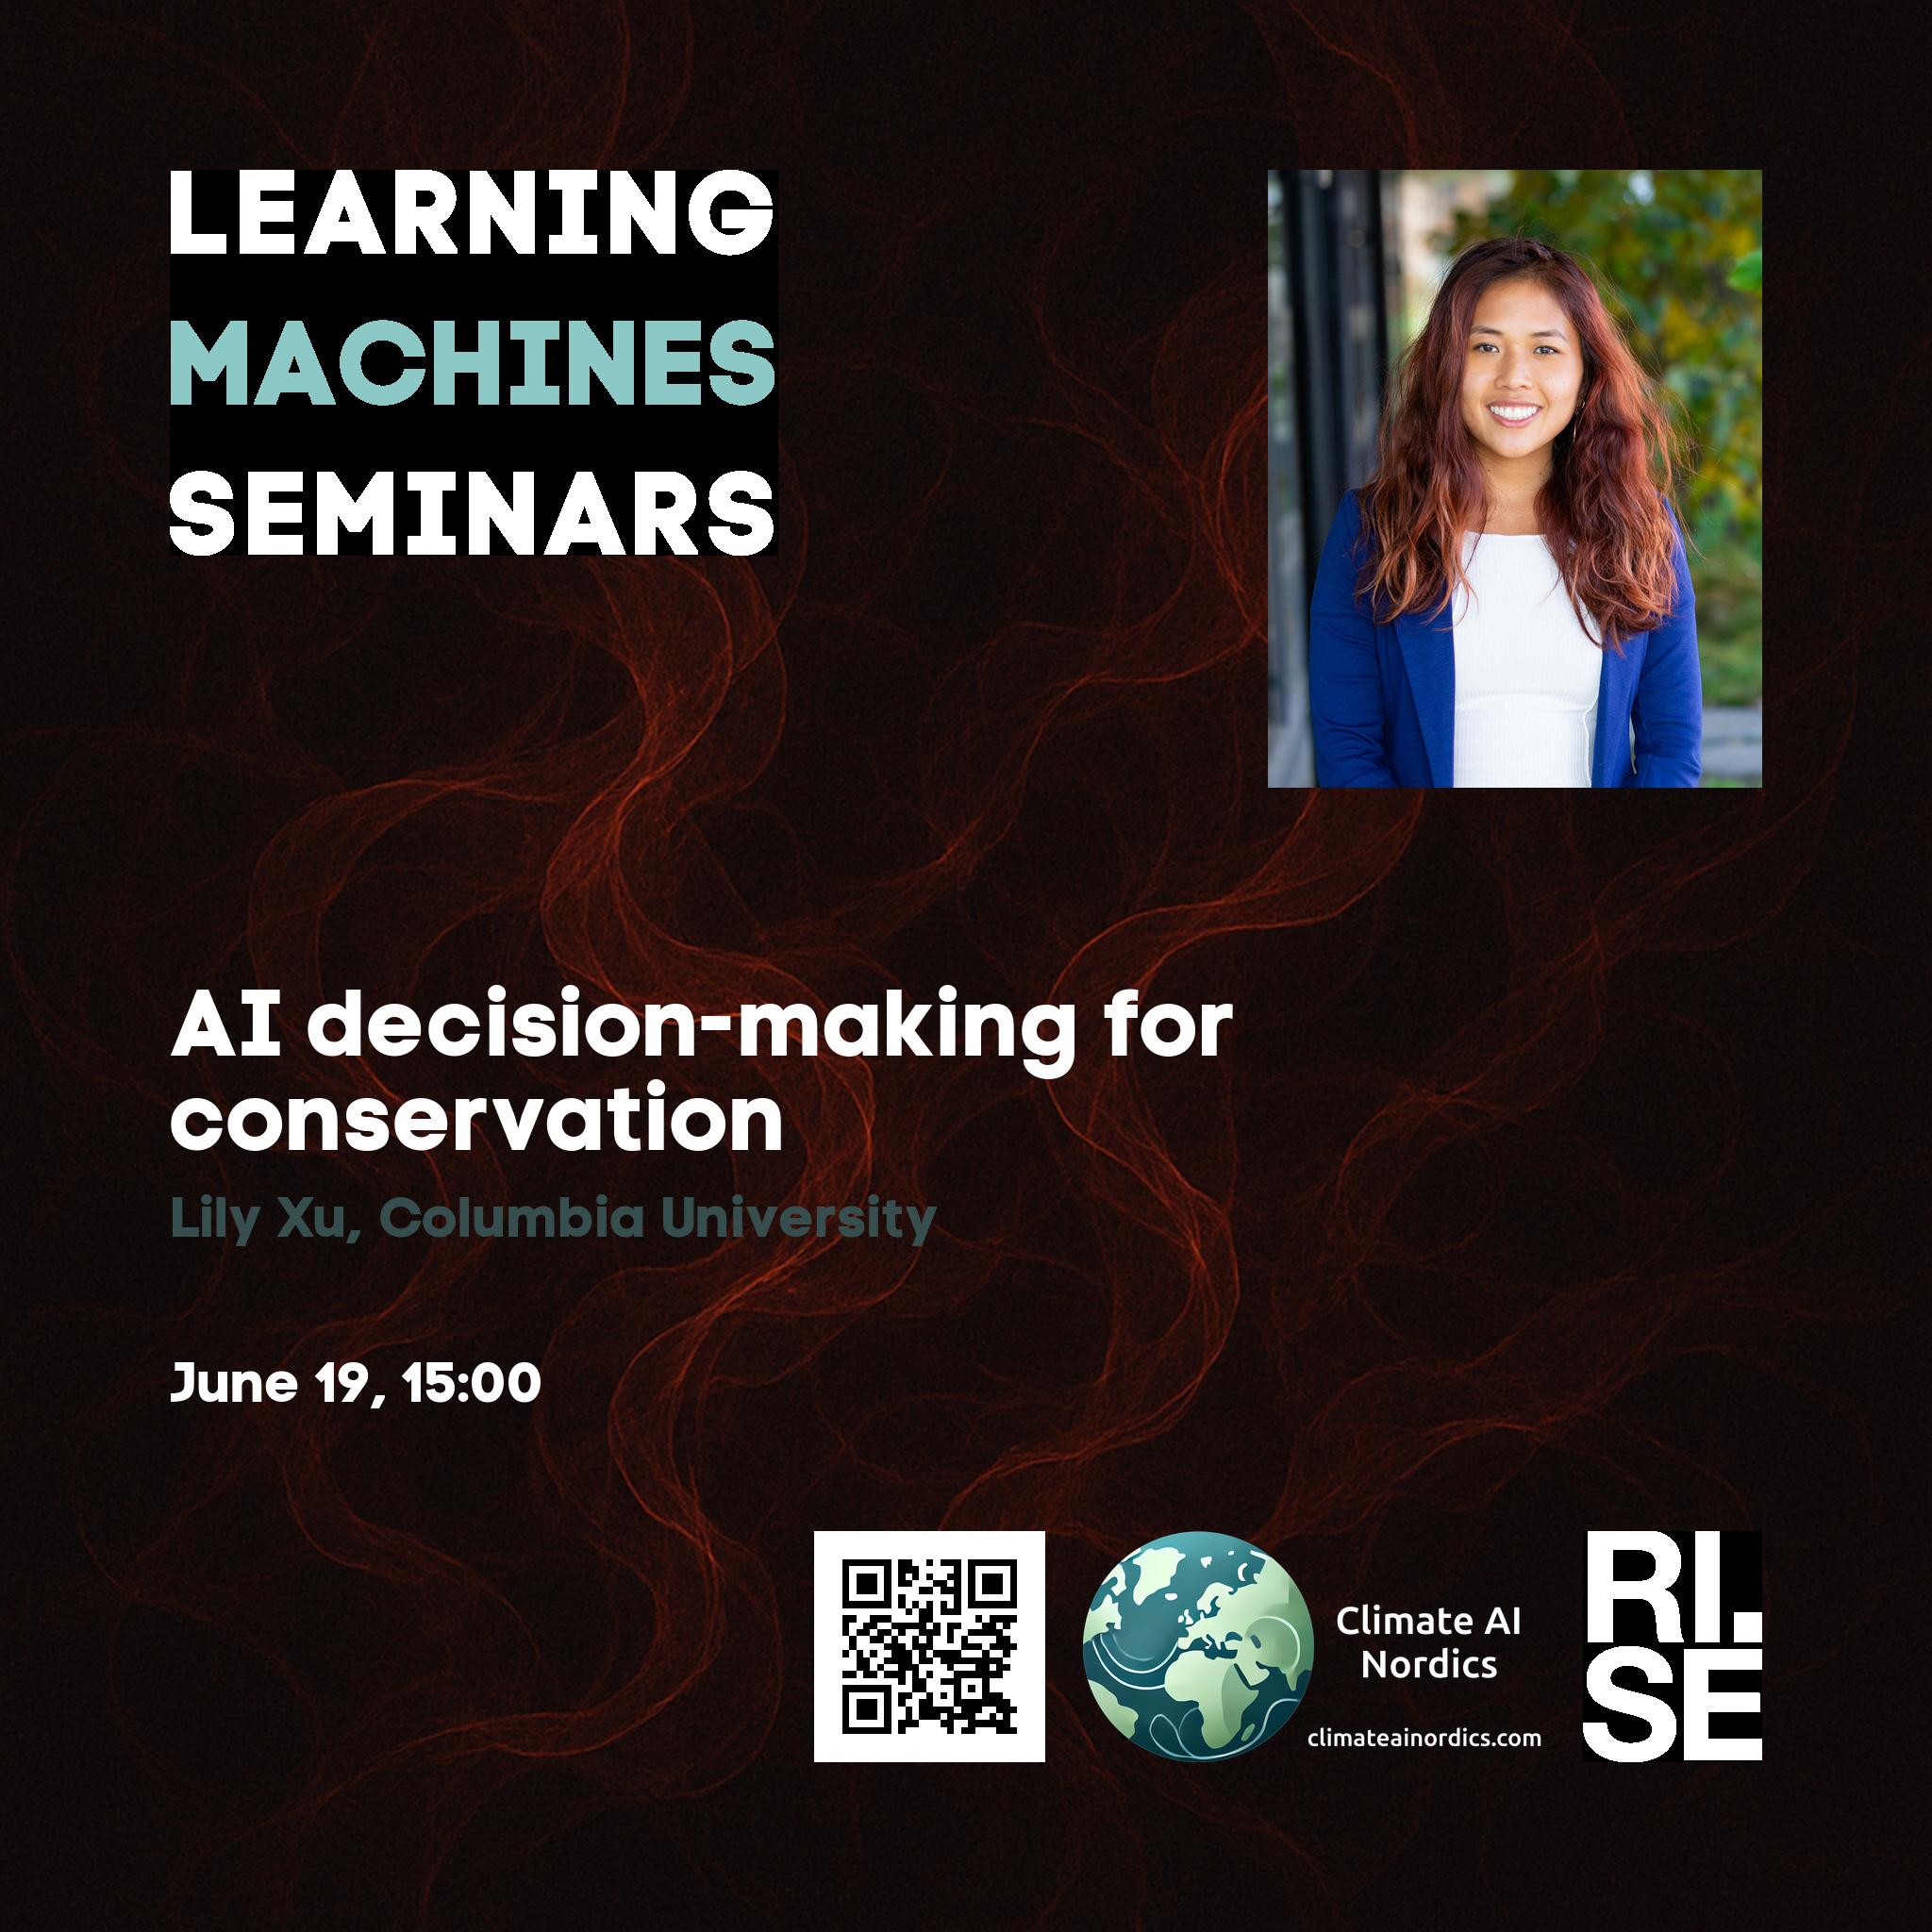 LEARNING
MACHINES
SEMINARS
AI decision-making for
conservation
Lily Xu, Columbia University
June 19, 15:00
Climate AI
Nordics
climateainordics.com
RI.
SE